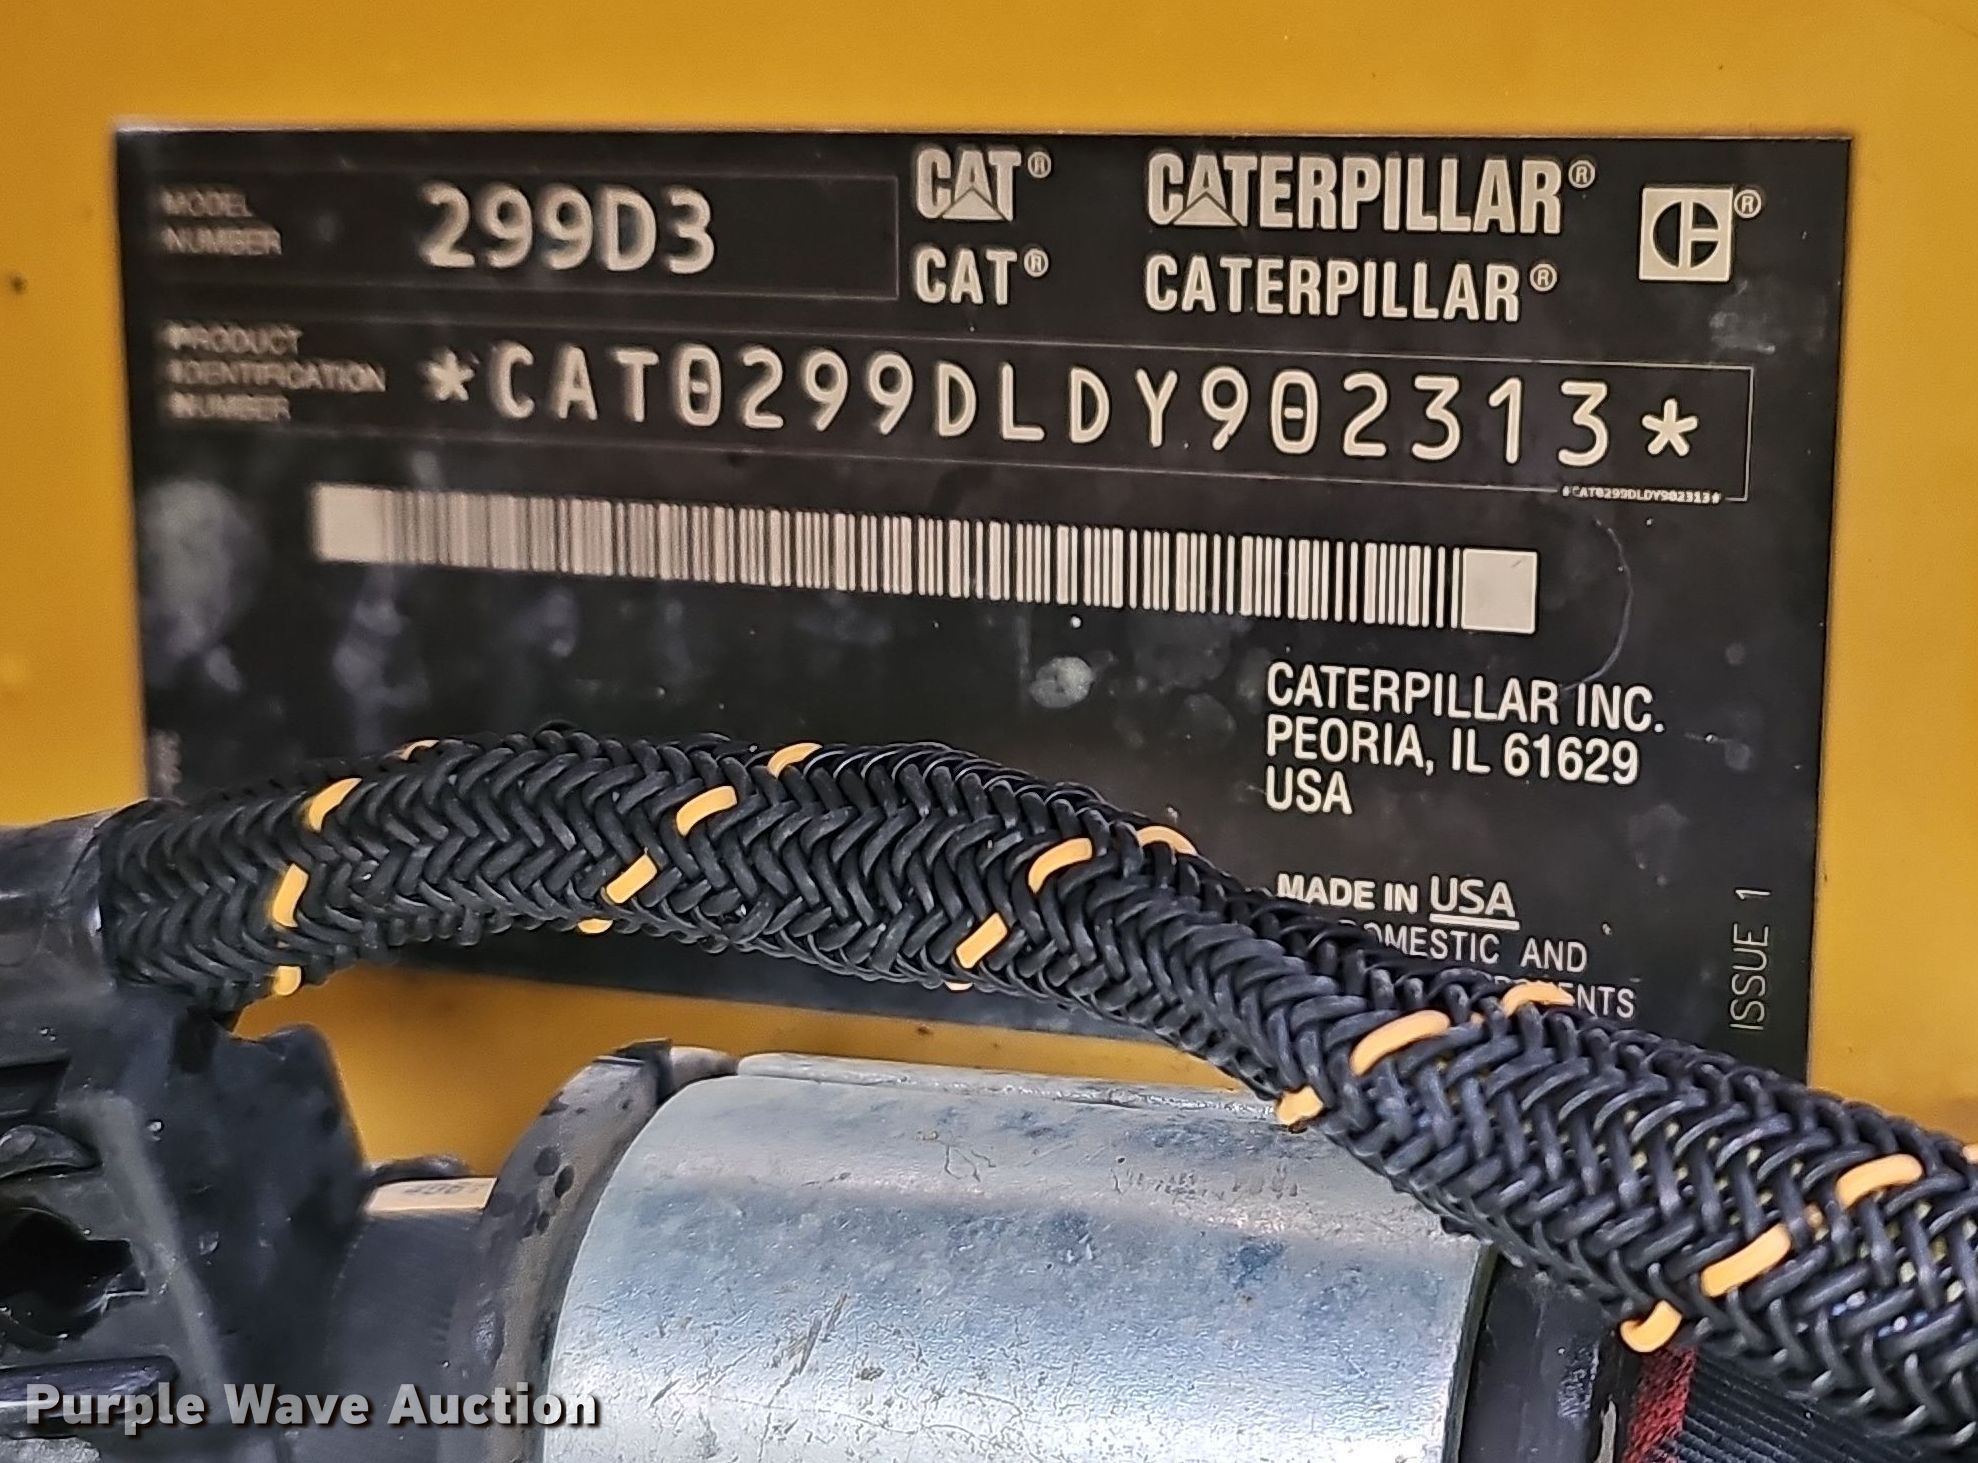 MODEL
NUMBER
299D3
CAT® CATERPILLAR® ®
CAT® CATERPILLAR®
PRODUCT
IDENTIFICATION
NUMBER
*CAT0299DLDY902313*
*CAT0299DLDY902313*
CATERPILLAR INC.
PEORIA, IL 61629
USA
MADE IN USA
AND
ISSUE 1
Purple Wave Auction